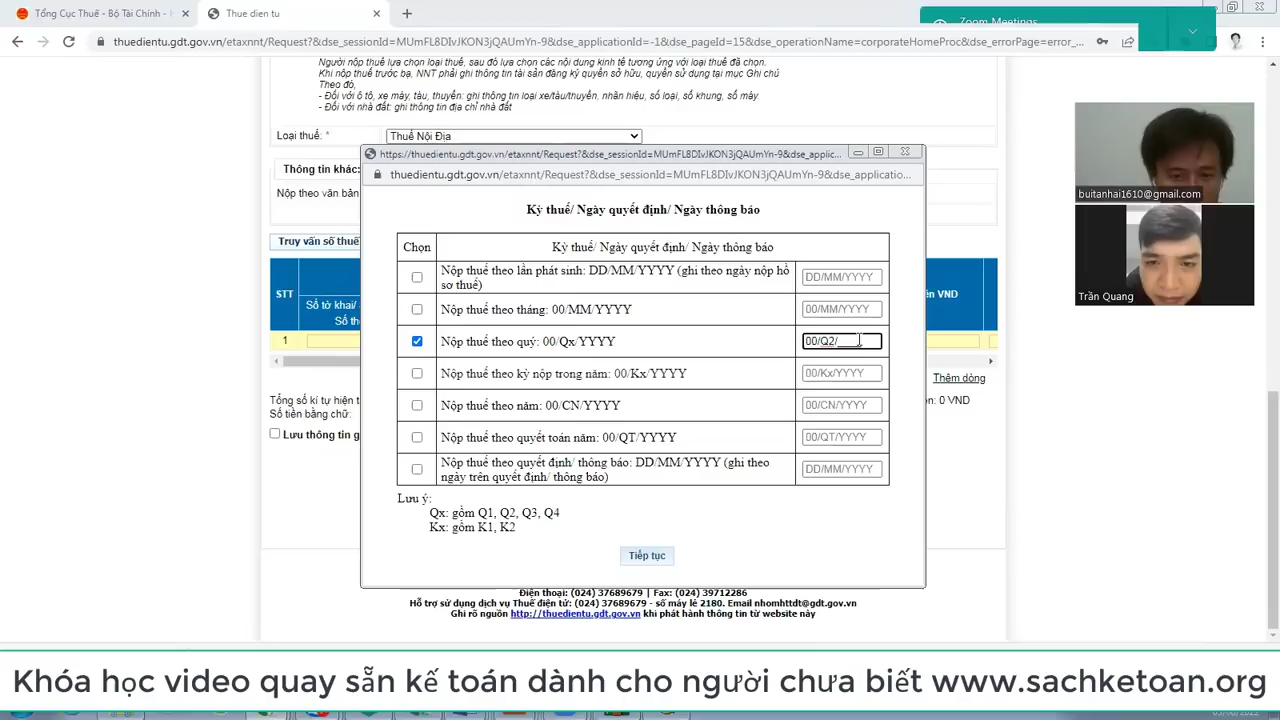 Tổng Cục Thuế - Bộ Tài Chính -
Thue dien tu
Zoom Meetings
thuedientu.gdt.gov.vn/etaxnnt/Request?&dse_sessionId=MUmFL8DIvJKON3jQAUmYn-9&dse_applicationId=-1&dse_pageId=15&dse_operationName=corporateHomeProc&dse_errorPage=error_...
Người nộp thuế lựa chọn loại thuế, sau đó lựa chọn các nội dung kinh tế tương ứng với loại thuế đã chọn.
Khi nộp thuế trước bạ, NNT phải ghi thông tin tài sản đăng ký quyền sở hữu, quyền sử dụng tại mục Ghi chú
Theo đó,
- Đối với ô tô, xe máy, tàu, thuyền: ghi thông tin loại xe/tàu/thuyền, nhãn hiệu, số loại, số khung, số máy.
- Đối với nhà đất: ghi thông tin địa chỉ nhà đất
Loại thuế: *
Thuế Nội Địa
https://thuedientu.gdt.gov.vn/etaxnnt/Request?&dse_sessionId=MUmFL8DIvJKON3jQAUmYn-9&dse_applic...
thuedientu.gdt.gov.vn/etaxnnt/Request?&dse_sessionId=MUmFL8DIvJKON3jQAUmYn-9&dse_applicatio...
Thông tin khác:
Nộp theo văn bản
Truy vấn số thuế
STT
Số tờ khai/
Số
iền VND
1
Thêm dòng
Tổng số kí tự hiện
ền: 0 VND
Số tiền bằng chữ:
Lưu thông tin g
Kỳ thuế/ Ngày quyết định/ Ngày thông báo
Chọn
Kỳ thuế/ Ngày quyết định/ Ngày thông báo
Nộp thuế theo lần phát sinh: DD/MM/YYYY (ghi theo ngày nộp hồ
sơ thuế)
DD/MM/YYYY
Nộp thuế theo tháng: 00/MM/YYYY
00/MM/YYYY
Nộp thuế theo quý: 00/Qx/YYYY
00/Q2/____
Nộp thuế theo kỳ nộp trong năm: 00/Kx/YYYY
00/Kx/YYYY
Nộp thuế theo năm: 00/CN/YYYY
00/CN/YYYY
Nộp thuế theo quyết toán năm: 00/QT/YYYY
00/QT/YYYY
Nộp thuế theo quyết định/ thông báo: DD/MM/YYYY (ghi theo
ngày trên quyết định/ thông báo)
DD/MM/YYYY
Lưu ý:
Qx: gồm Q1, Q2, Q3, Q4
Kx: gồm K1, K2
Tiếp tục
buitanhai1610@gmail.com
Trần Quang
Điện thoại: (024) 37689679 | Fax: (024) 39712286
Hỗ trợ sử dụng dịch vụ Thuế điện tử: (024) 37689679 - số máy lẻ 2180. Email nhomhttdt@gdt.gov.vn
Ghi rõ nguồn http://thuedientu.gdt.gov.vn khi phát hành thông tin từ website này
Khóa học video quay sẵn kế toán dành cho người chưa biết www.sachketoan.org